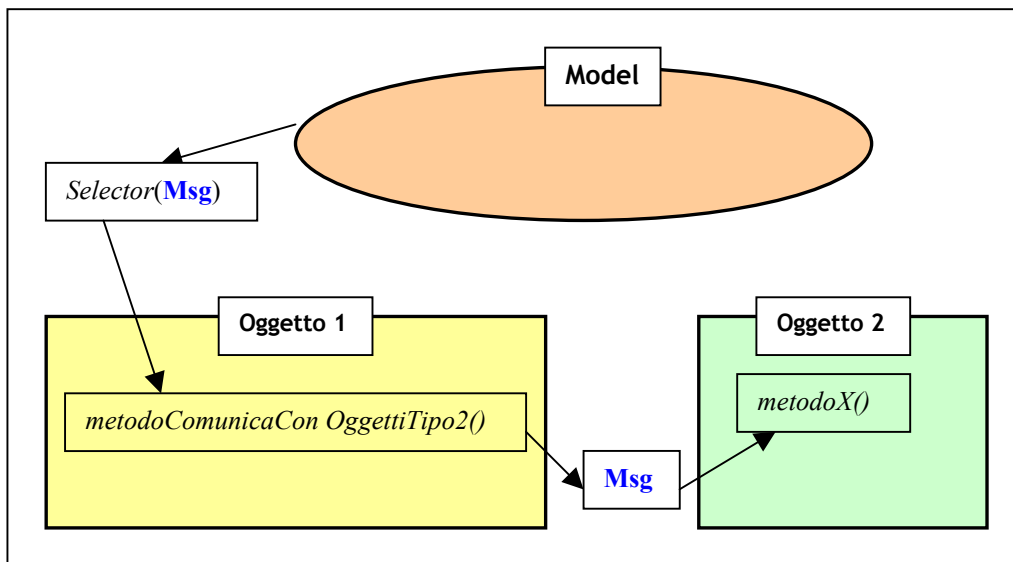 Model
Selector(Msg)
Oggetto 1
Oggetto 2
metodoComunicaCon OggettiTipo2()
metodoX()
Msg